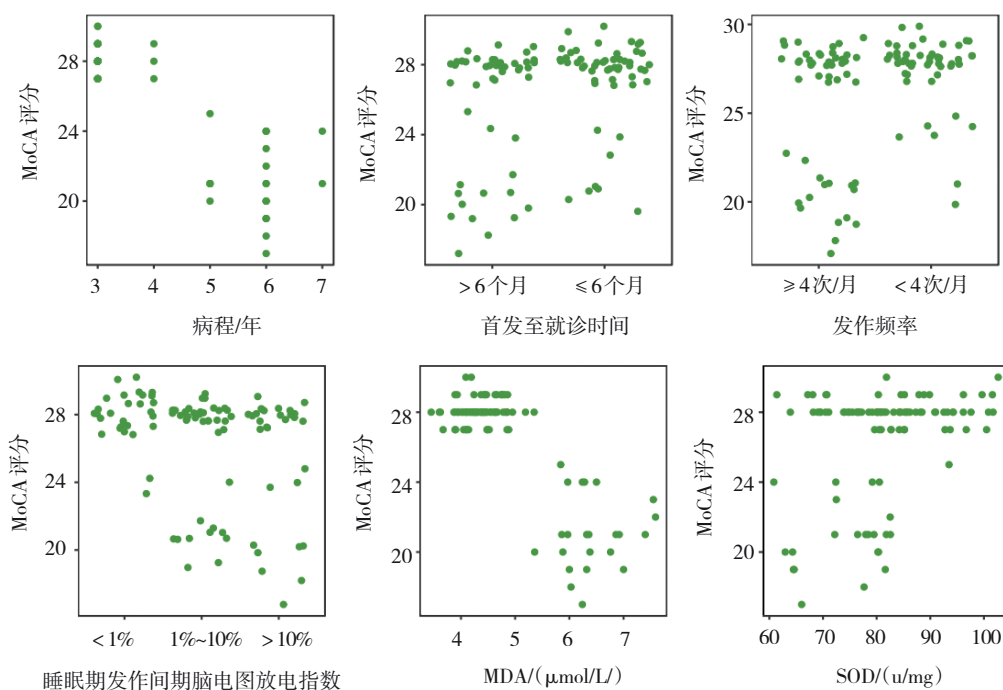 MoCA 评分
28
24
20
3 4 5 6 7
病程/年
MoCA 评分
28
24
20
>6个月 ≤6个月
首发至就诊时间
MoCA 评分
30
25
20
≥4次/月 <4次/月
发作频率
MoCA 评分
28
24
20
<1% 1%~10% >10%
睡眠期发作间期脑电图放电指数
MoCA 评分
28
24
20
4 5 6 7
MDA/(μmol/L/)
MoCA 评分
28
24
20
60 70 80 90 100
SOD/(u/mg)